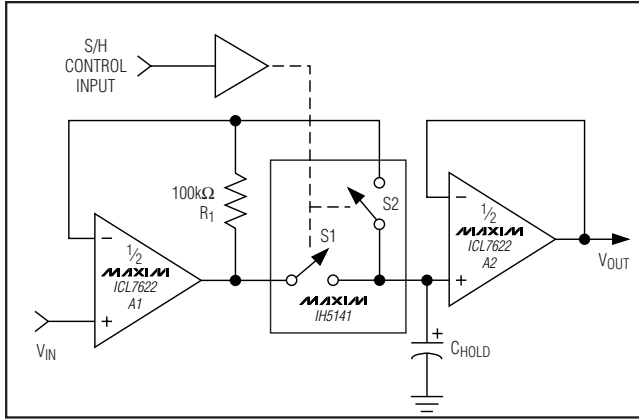 S/H
CONTROL
INPUT
100kΩ
R1
S2
S1
–
½
MAXIM
ICL7622
A1
+
VIN
MAXIM
IH5141
–
½
MAXIM
ICL7622
A2
+
VOUT
+
CHOLD